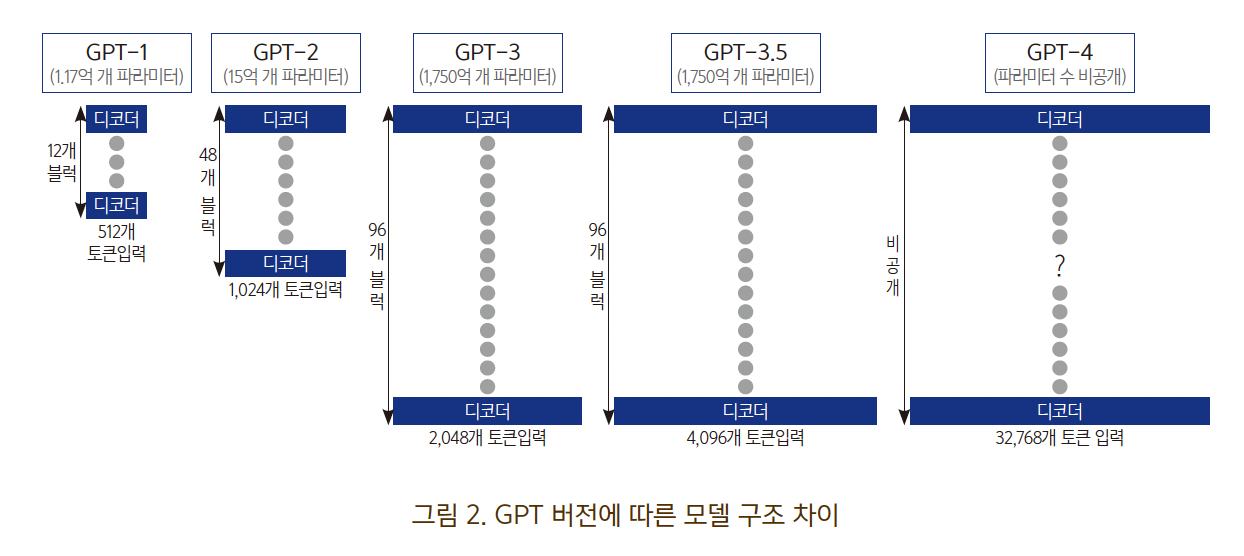 GPT-1
(1.17억 개 파라미터)
디코더
12개
블럭
디코더
512개
토큰입력
GPT-2
(15억 개 파라미터)
디코더
48
개
블
럭
디코더
1,024개 토큰입력
GPT-3
(1,750억 개 파라미터)
디코더
96
개
블
럭
디코더
2,048개 토큰입력
GPT-3.5
(1,750억 개 파라미터)
디코더
96
개
블
럭
디코더
4,096개 토큰입력
GPT-4
(파라미터 수 비공개)
디코더
비
공
개
?
디코더
32,768개 토큰 입력
그림 2. GPT 버전에 따른 모델 구조 차이